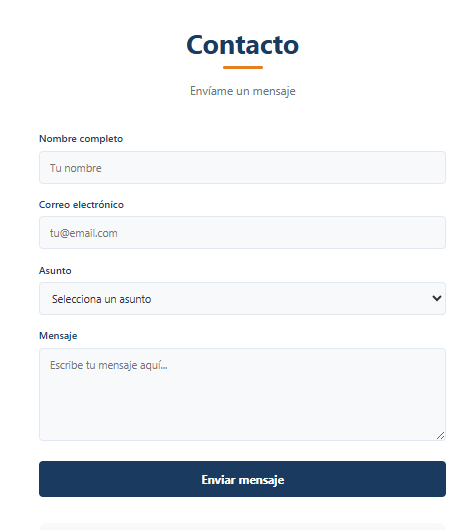 Contacto
Envíame un mensaje
Nombre completo
Tu nombre
Correo electrónico
tu@email.com
Asunto
Selecciona un asunto
Mensaje
Escribe tu mensaje aquí...
Enviar mensaje